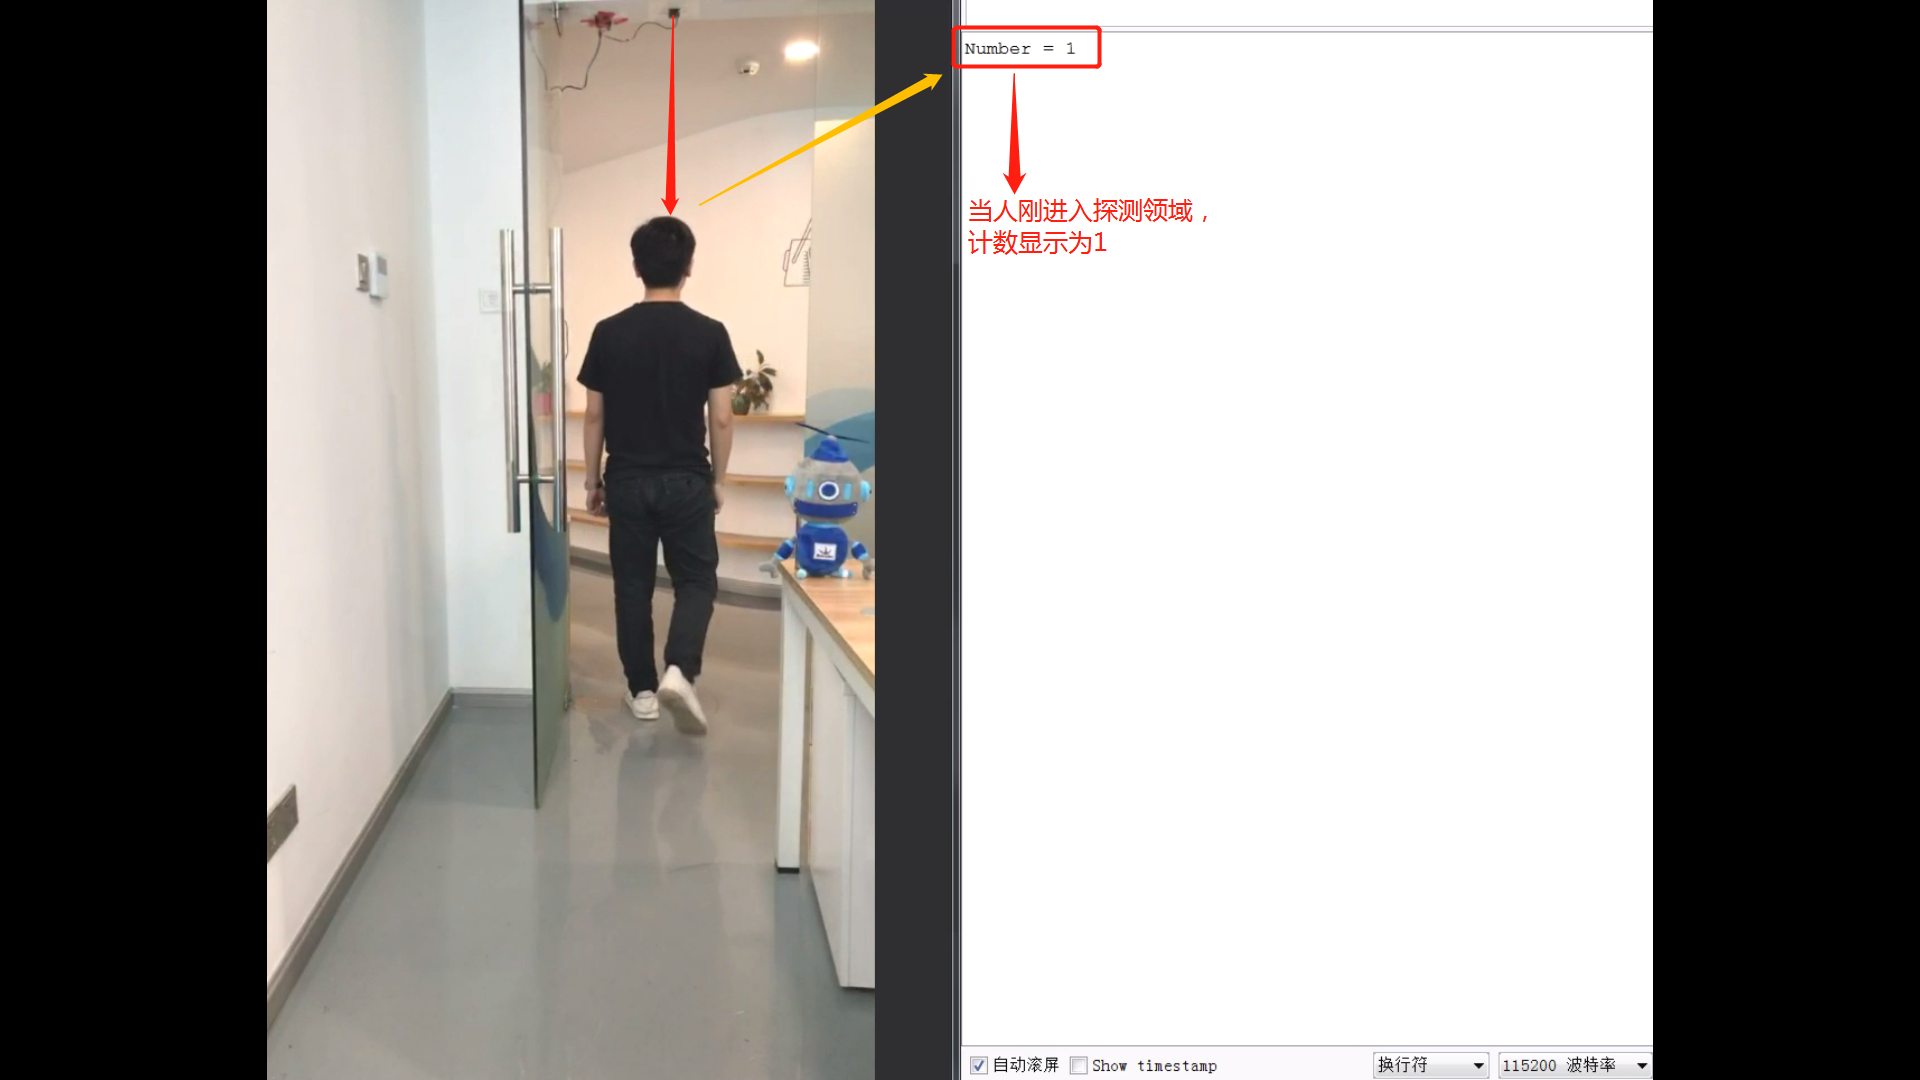 Number = 1
当人刚进入探测领域，
计数显示为1
自动滚屏 Show timestamp 换行符 115200 波特率